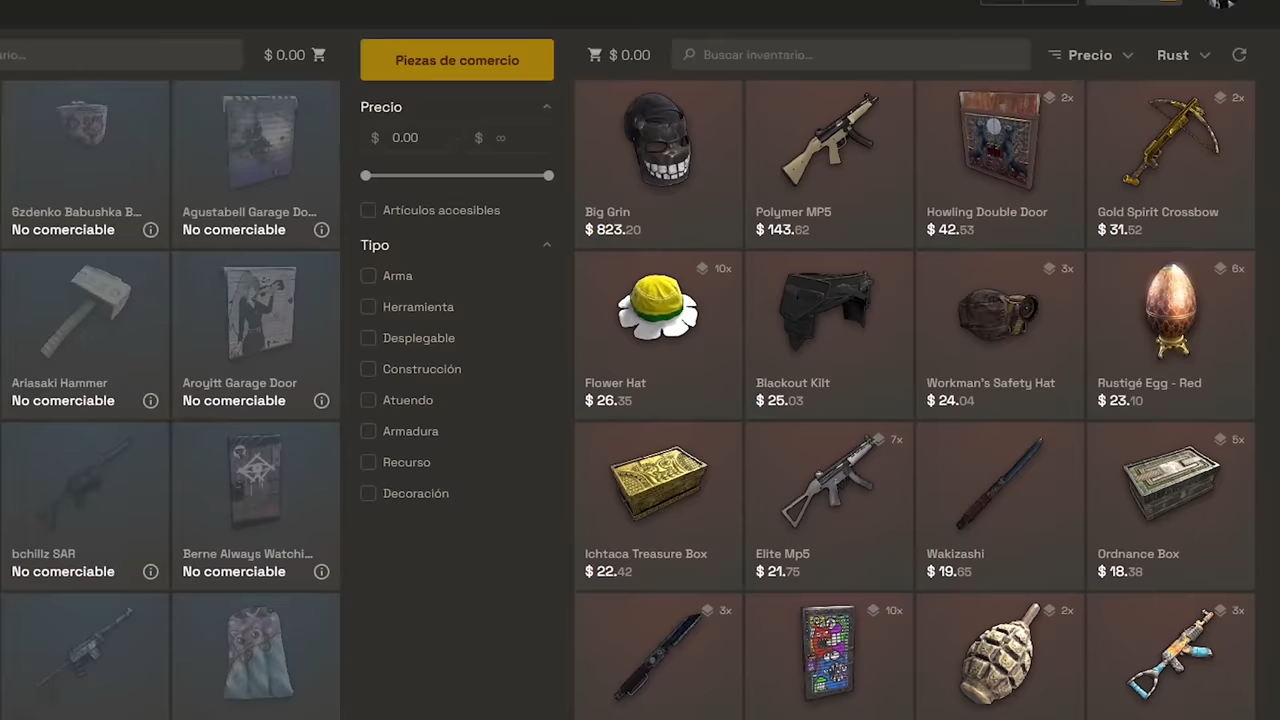 ario...
$ 0.00
Piezas de comercio
$ 0.00
Buscar inventario...
Precio
Rust
6zdenko Babushka B...
No comerciable
Agustabell Garage Do...
No comerciable
Ariasaki Hammer
No comerciable
Aroyitt Garage Door
No comerciable
bchillz SAR
No comerciable
Berne Always Watchi...
No comerciable
Precio
$ 0.00
$ ∞
Artículos accesibles
Tipo
Arma
Herramienta
Desplegable
Construcción
Atuendo
Armadura
Recurso
Decoración
Big Grin
$ 823.20
Polymer MP5
$ 143.62
2x
Howling Double Door
$ 42.53
2x
Gold Spirit Crossbow
$ 31.52
10x
Flower Hat
$ 26.35
Blackout Kilt
$ 25.03
3x
Workman's Safety Hat
$ 24.04
6x
Rustigé Egg - Red
$ 23.10
Ichtaca Treasure Box
$ 22.42
7x
Elite Mp5
$ 21.75
Wakizashi
$ 19.65
5x
Ordnance Box
$ 18.38
3x
10x
2x
3x